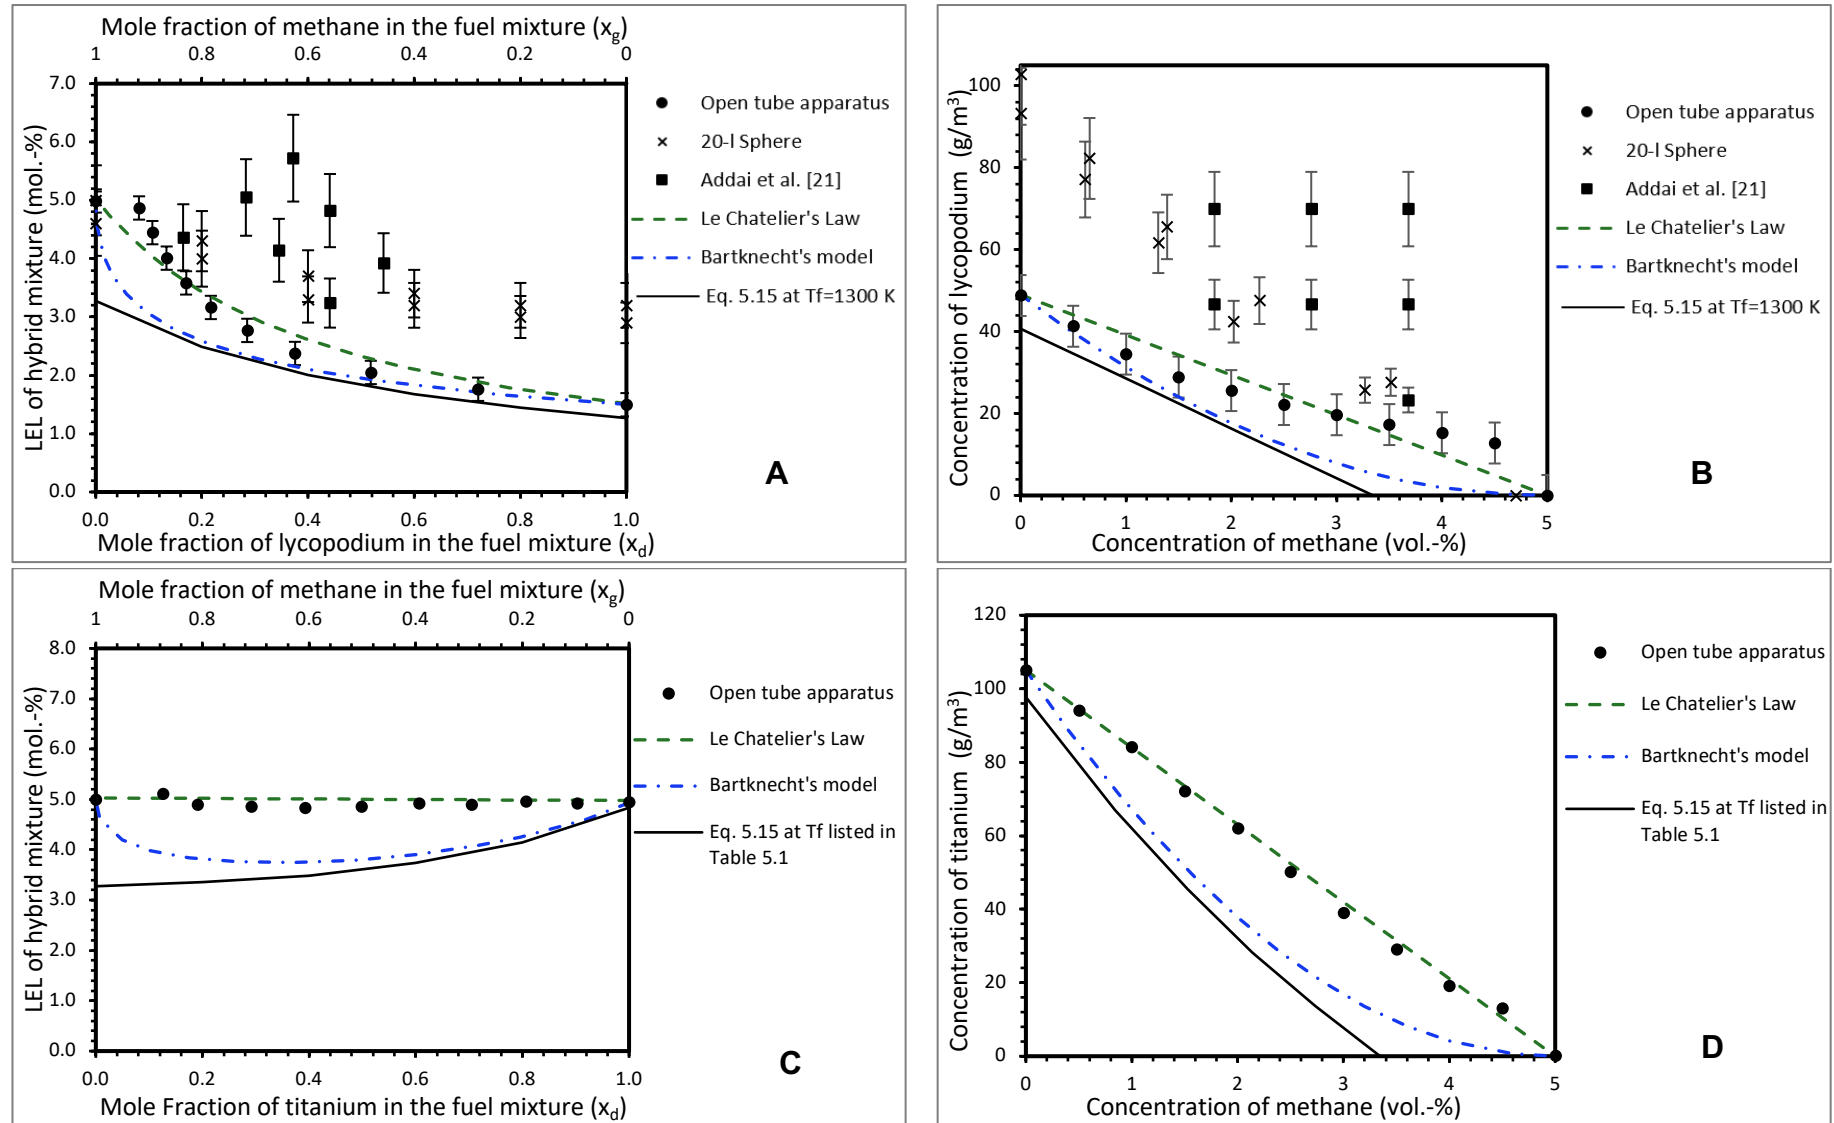 Mole fraction of methane in the fuel mixture (xg)
1 0.8 0.6 0.4 0.2 0
7.0
6.0
5.0
4.0
3.0
2.0
1.0
0.0
LEL of hybrid mixture (mol.-%)
0.0 0.2 0.4 0.6 0.8 1.0
Mole fraction of lycopodium in the fuel mixture (xd)
Open tube apparatus
20-l Sphere
Addai et al. [21]
Le Chatelier's Law
Bartknecht's model
Eq. 5.15 at Tf=1300 K
A
100
80
60
40
20
0
Concentration of lycopodium (g/m³)
0 1 2 3 4 5
Concentration of methane (vol.-%)
Open tube apparatus
20-l Sphere
Addai et al. [21]
Le Chatelier's Law
Bartknecht's model
Eq. 5.15 at Tf=1300 K
B
Mole fraction of methane in the fuel mixture (xg)
1 0.8 0.6 0.4 0.2 0
8.0
7.0
6.0
5.0
4.0
3.0
2.0
1.0
0.0
LEL of hybrid mixture (mol.-%)
0.0 0.2 0.4 0.6 0.8 1.0
Mole Fraction of titanium in the fuel mixture (xd)
Open tube apparatus
Le Chatelier's Law
Bartknecht's model
Eq. 5.15 at Tf listed in
Table 5.1
C
120
100
80
60
40
20
0
Concentration of titanium (g/m³)
0 1 2 3 4 5
Concentration of methane (vol.-%)
Open tube apparatus
Le Chatelier's Law
Bartknecht's model
Eq. 5.15 at Tf listed in
Table 5.1
D